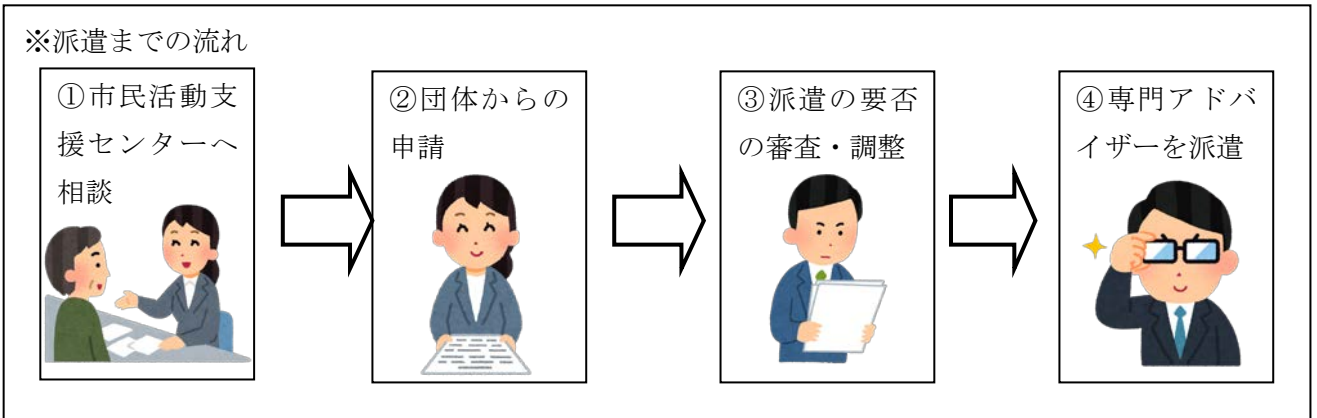 ※派遣までの流れ
①市民活動支
援センターへ
相談
②団体からの
申請
③派遣の要否
の審査・調整
④専門アドバ
イザーを派遣